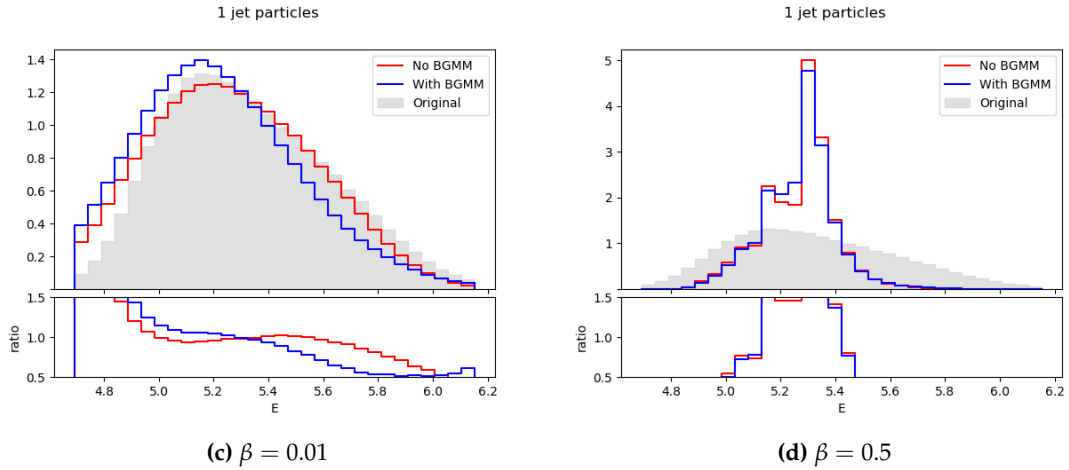 1 jet particles
No BGMM
With BGMM
Original
1.4
1.2
1.0
0.8
0.6
0.4
0.2
1.5
1.0
0.5
ratio
4.8 5.0 5.2 5.4 5.6 5.8 6.0 6.2
E
(c) β = 0.01
1 jet particles
No BGMM
With BGMM
Original
5
4
3
2
1
1.5
1.0
0.5
ratio
4.8 5.0 5.2 5.4 5.6 5.8 6.0 6.2
E
(d) β = 0.5